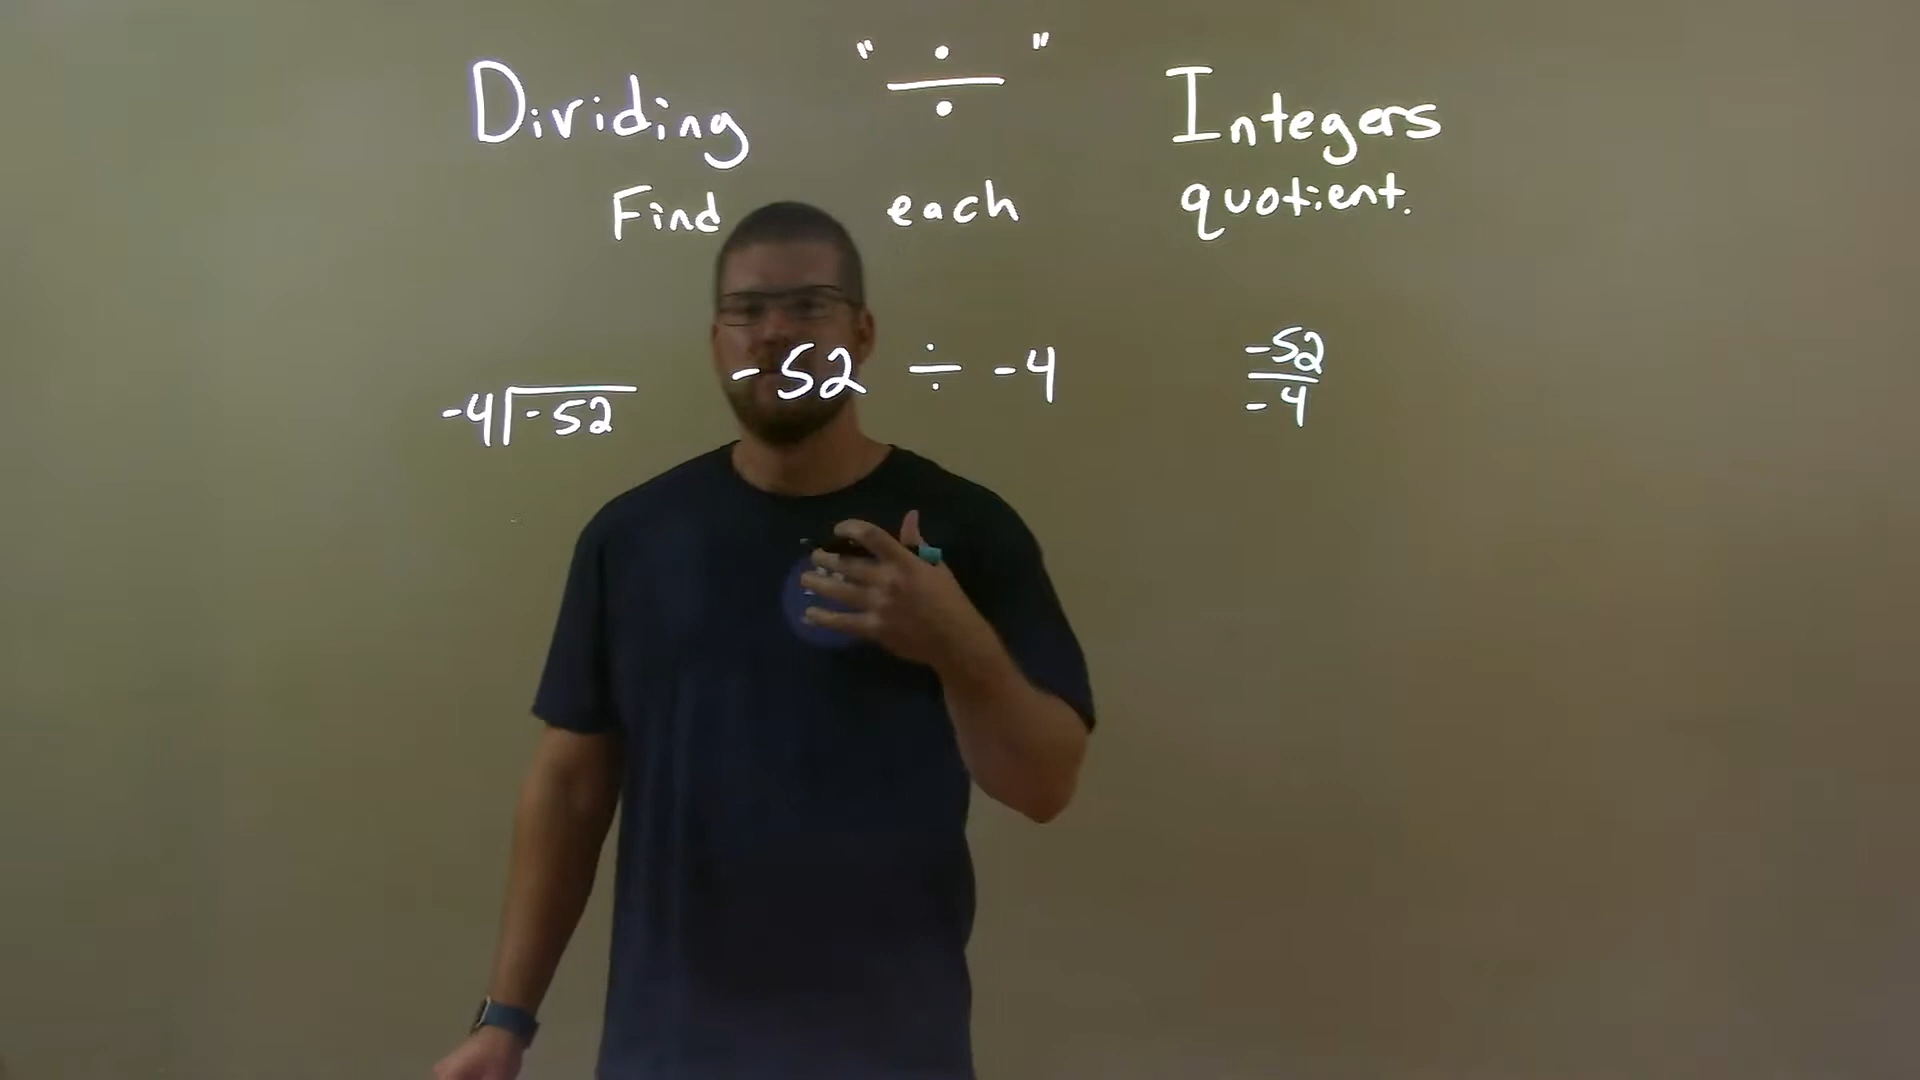 Dividing "÷" Integers
Find each quotient.
-52 ÷ -4
-4⟌-52
-52
-4